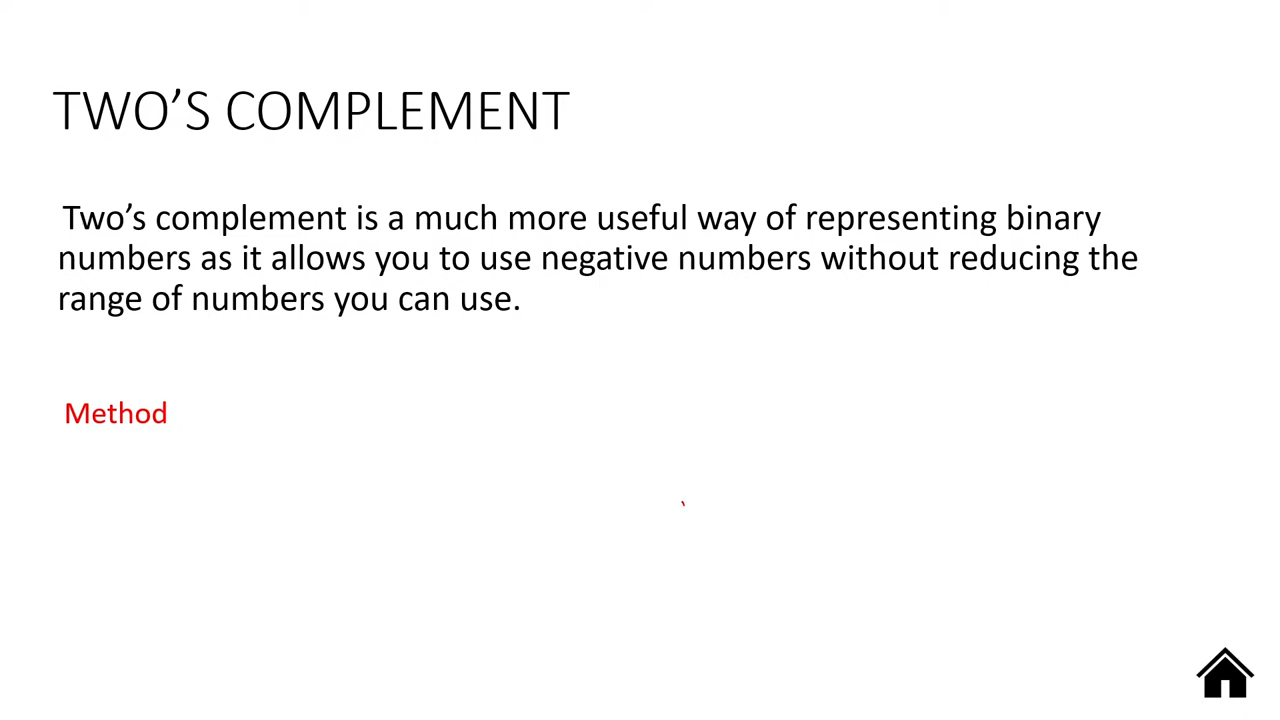 TWO’S COMPLEMENT
Two’s complement is a much more useful way of representing binary
numbers as it allows you to use negative numbers without reducing the
range of numbers you can use.
Method